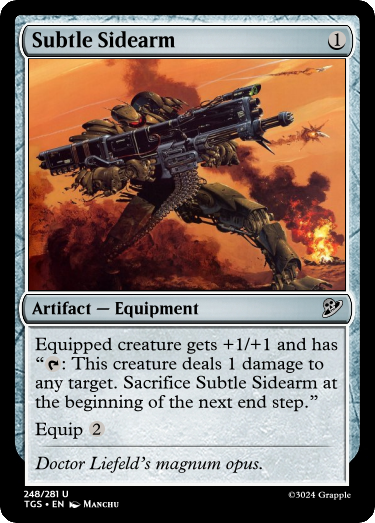 Subtle Sidearm 1
Artifact — Equipment
Equipped creature gets +1/+1 and has
“: This creature deals 1 damage to
any target. Sacrifice Subtle Sidearm at
the beginning of the next end step.”
Equip 2
Doctor Liefeld’s magnum opus.
248/281 U
TGS • EN Manchu
©3024 Grapple